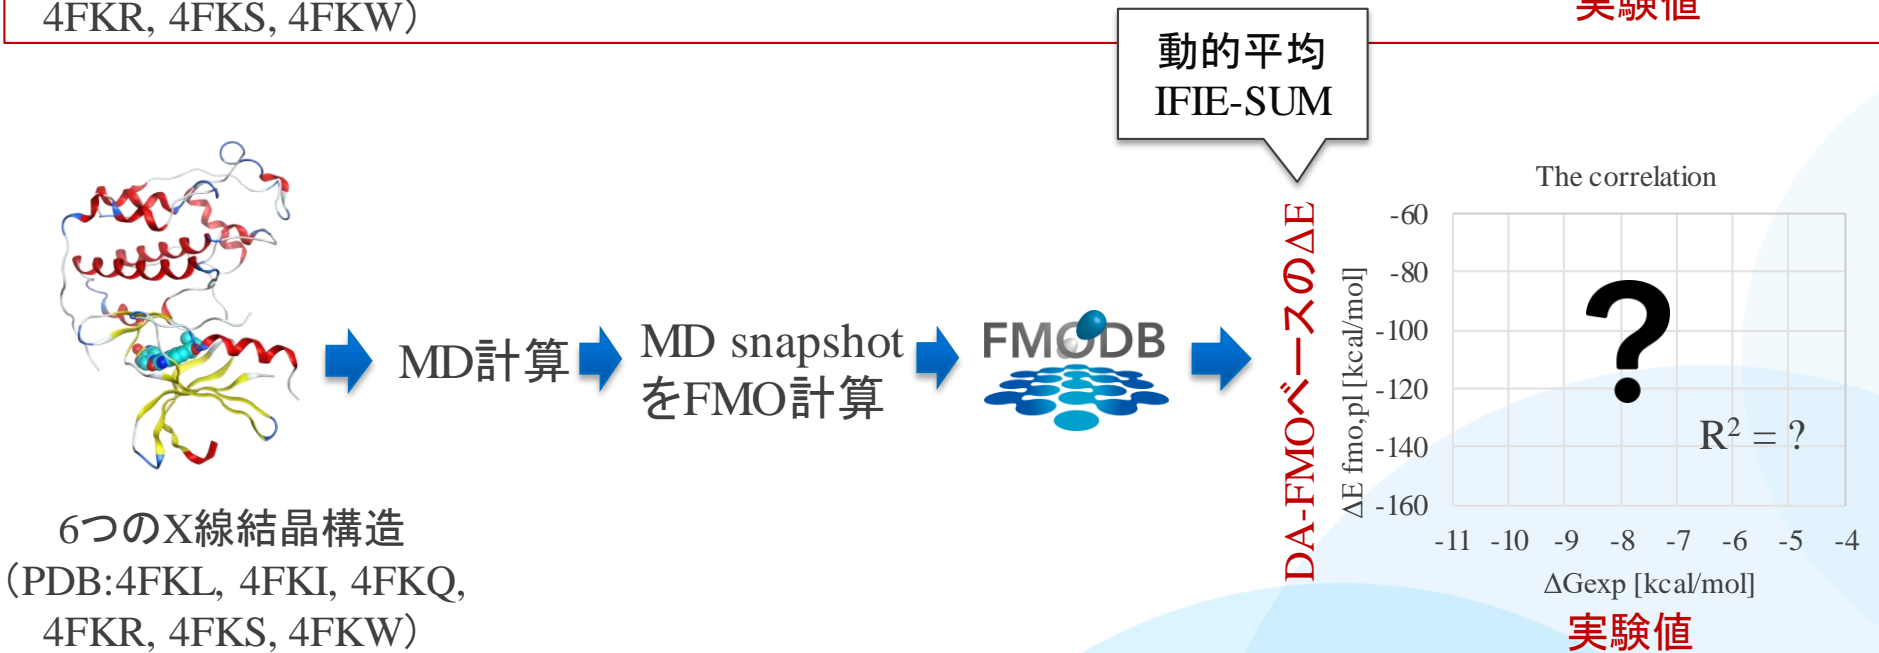 4FKR, 4FKS, 4FKW）
実験値
動的平均
IFIE-SUM
MD計算
MD snapshot
をFMO計算
FMODB
DA-FMOベースのΔE
The correlation
ΔE fmo,pl [kcal/mol]
-60
-80
-100
-120
-140
-160
?
R² = ?
-11 -10 -9 -8 -7 -6 -5 -4
ΔGexp [kcal/mol]
実験値
6つのX線結晶構造
（PDB:4FKL, 4FKI, 4FKQ,
4FKR, 4FKS, 4FKW）